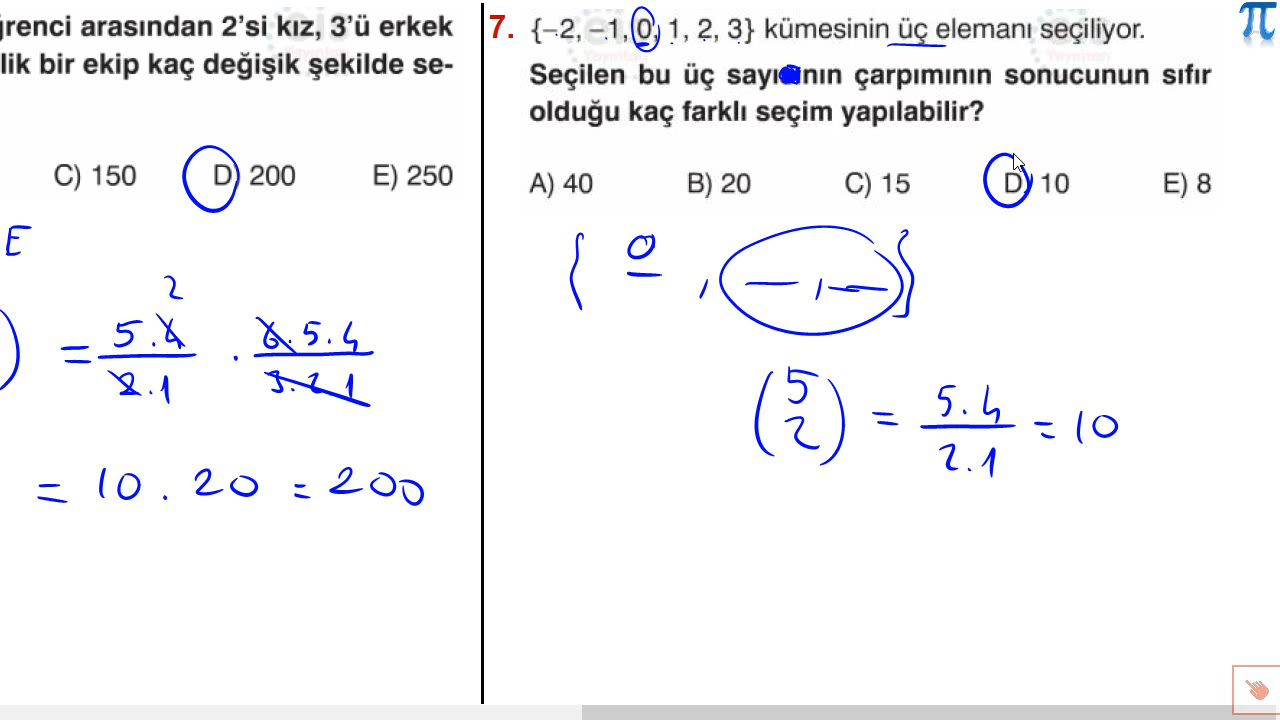 ğrenci arasından 2'si kız, 3'ü erkek
lik bir ekip kaç değişik şekilde se-
C) 150 D) 200 E) 250
E
2
) = 5.4 / 2.1 . 6.5.4 / 3.2.1
= 10 . 20 = 200
7. {−2, −1, 0, 1, 2, 3} kümesinin üç elemanı seçiliyor.
Seçilen bu üç sayının çarpımının sonucunun sıfır
olduğu kaç farklı seçim yapılabilir?
A) 40 B) 20 C) 15 D) 10 E) 8
{ 0 , _ , _ }
(5 2) = 5.4 / 2.1 = 10
π